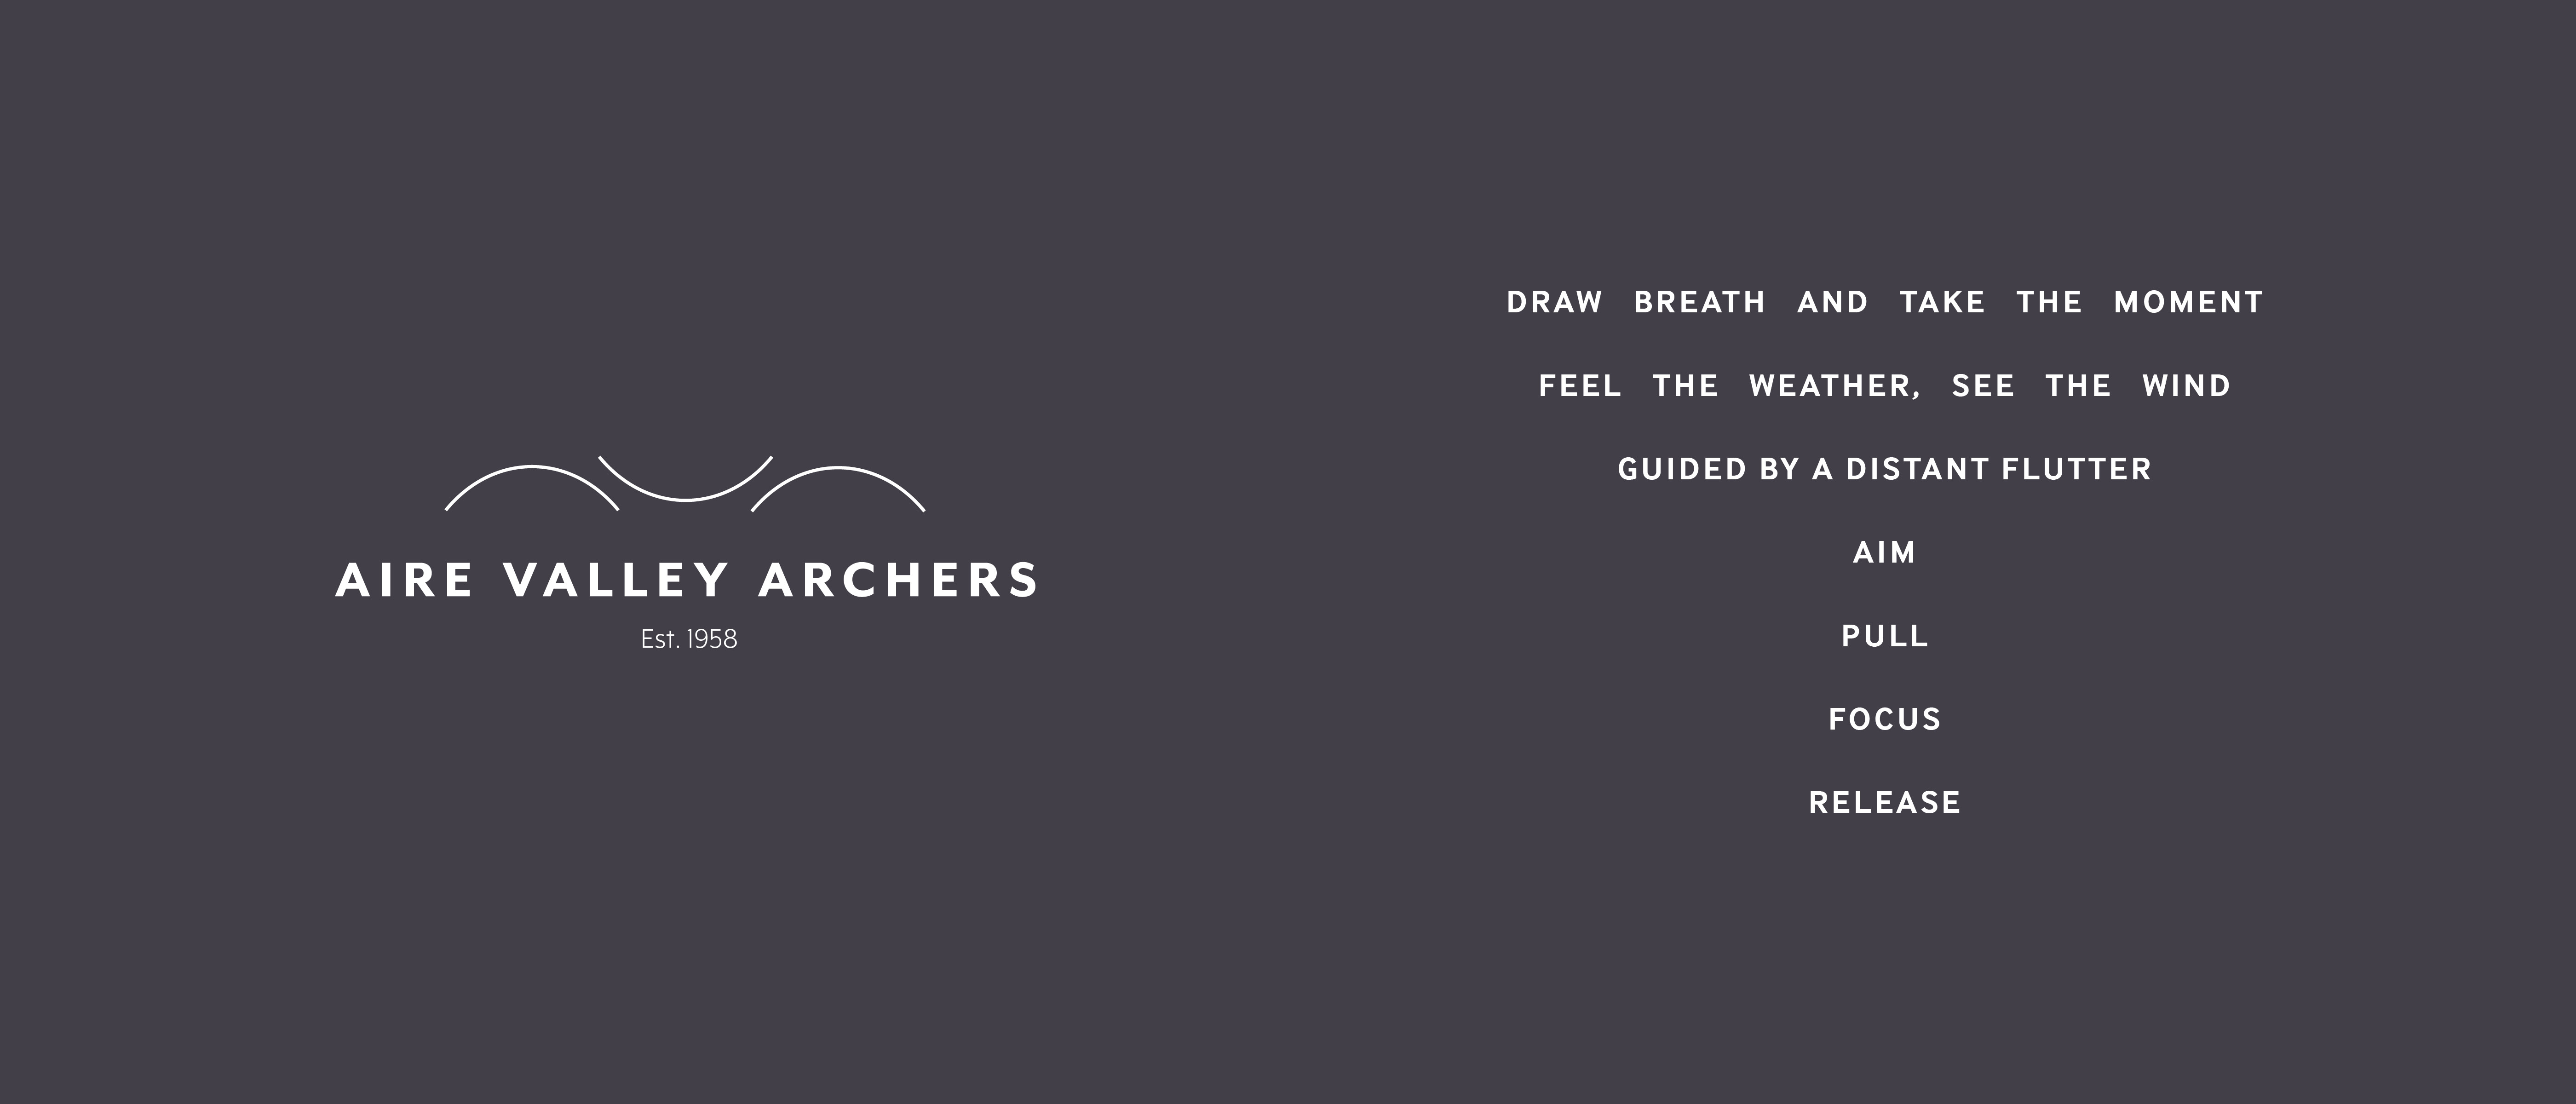 AIRE VALLEY ARCHERS
Est. 1958
DRAW BREATH AND TAKE THE MOMENT
FEEL THE WEATHER, SEE THE WIND
GUIDED BY A DISTANT FLUTTER
AIM
PULL
FOCUS
RELEASE